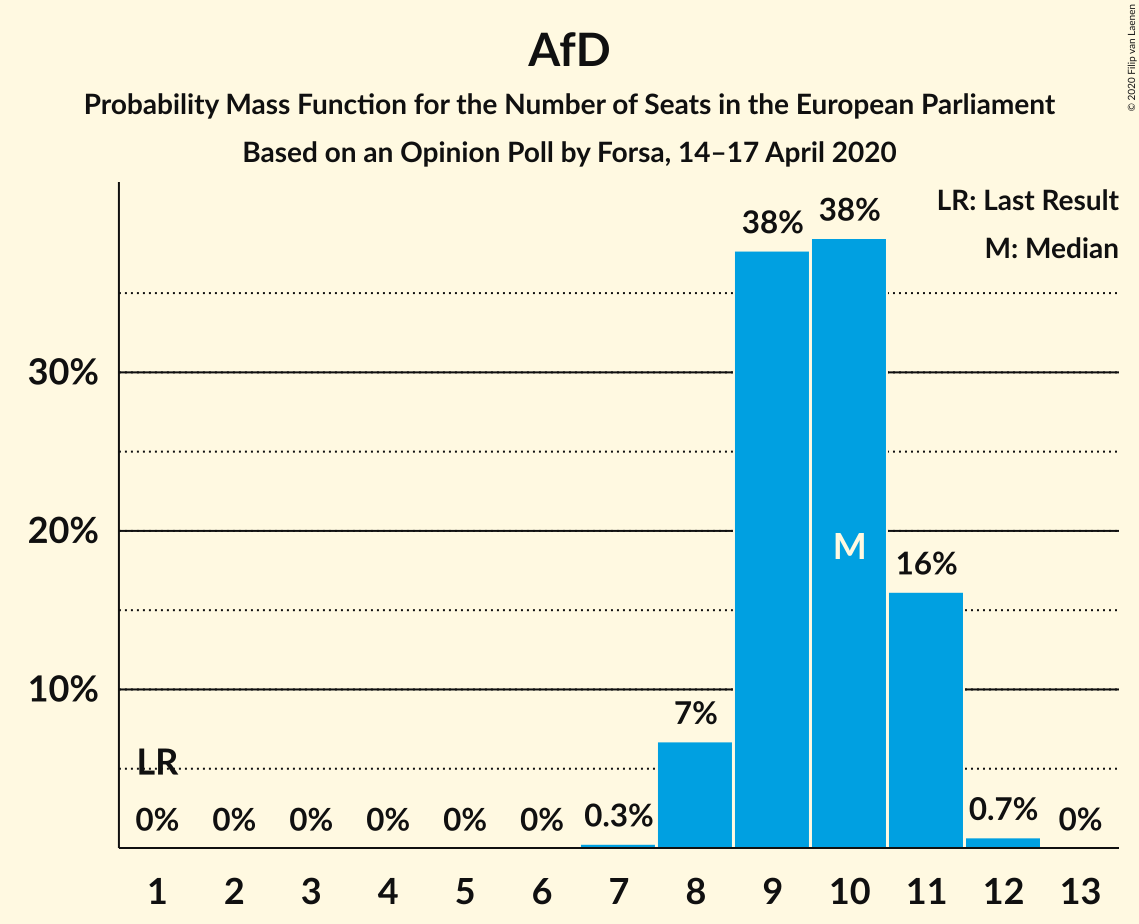 AfD
Probability Mass Function for the Number of Seats in the European Parliament
Based on an Opinion Poll by Forsa, 14–17 April 2020
© 2020 Filip van Laenen
LR: Last Result
M: Median
38%
38%
30%
20%
M
16%
10%
7%
LR
0%
0%
0%
0%
0%
0%
0.3%
0.7%
0%
1 2 3 4 5 6 7 8 9 10 11 12 13